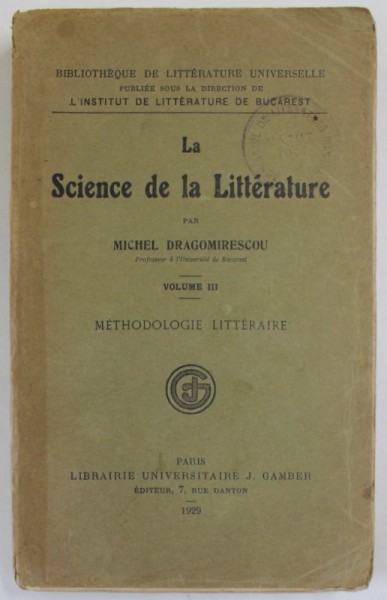 BIBLIOTHÈQUE DE LITTÉRATURE UNIVERSELLE
PUBLIÉE SOUS LA DIRECTION DE
L'INSTITUT DE LITTÉRATURE DE BUCAREST
La
Science de la Littérature
PAR
MICHEL DRAGOMIRESCOU
Professeur à l'Université de Bucarest
VOLUME III
MÉTHODOLOGIE LITTÉRAIRE
PARIS
LIBRAIRIE UNIVERSITAIRE J. GAMBER
ÉDITEUR, 7, RUE DANTON
1929